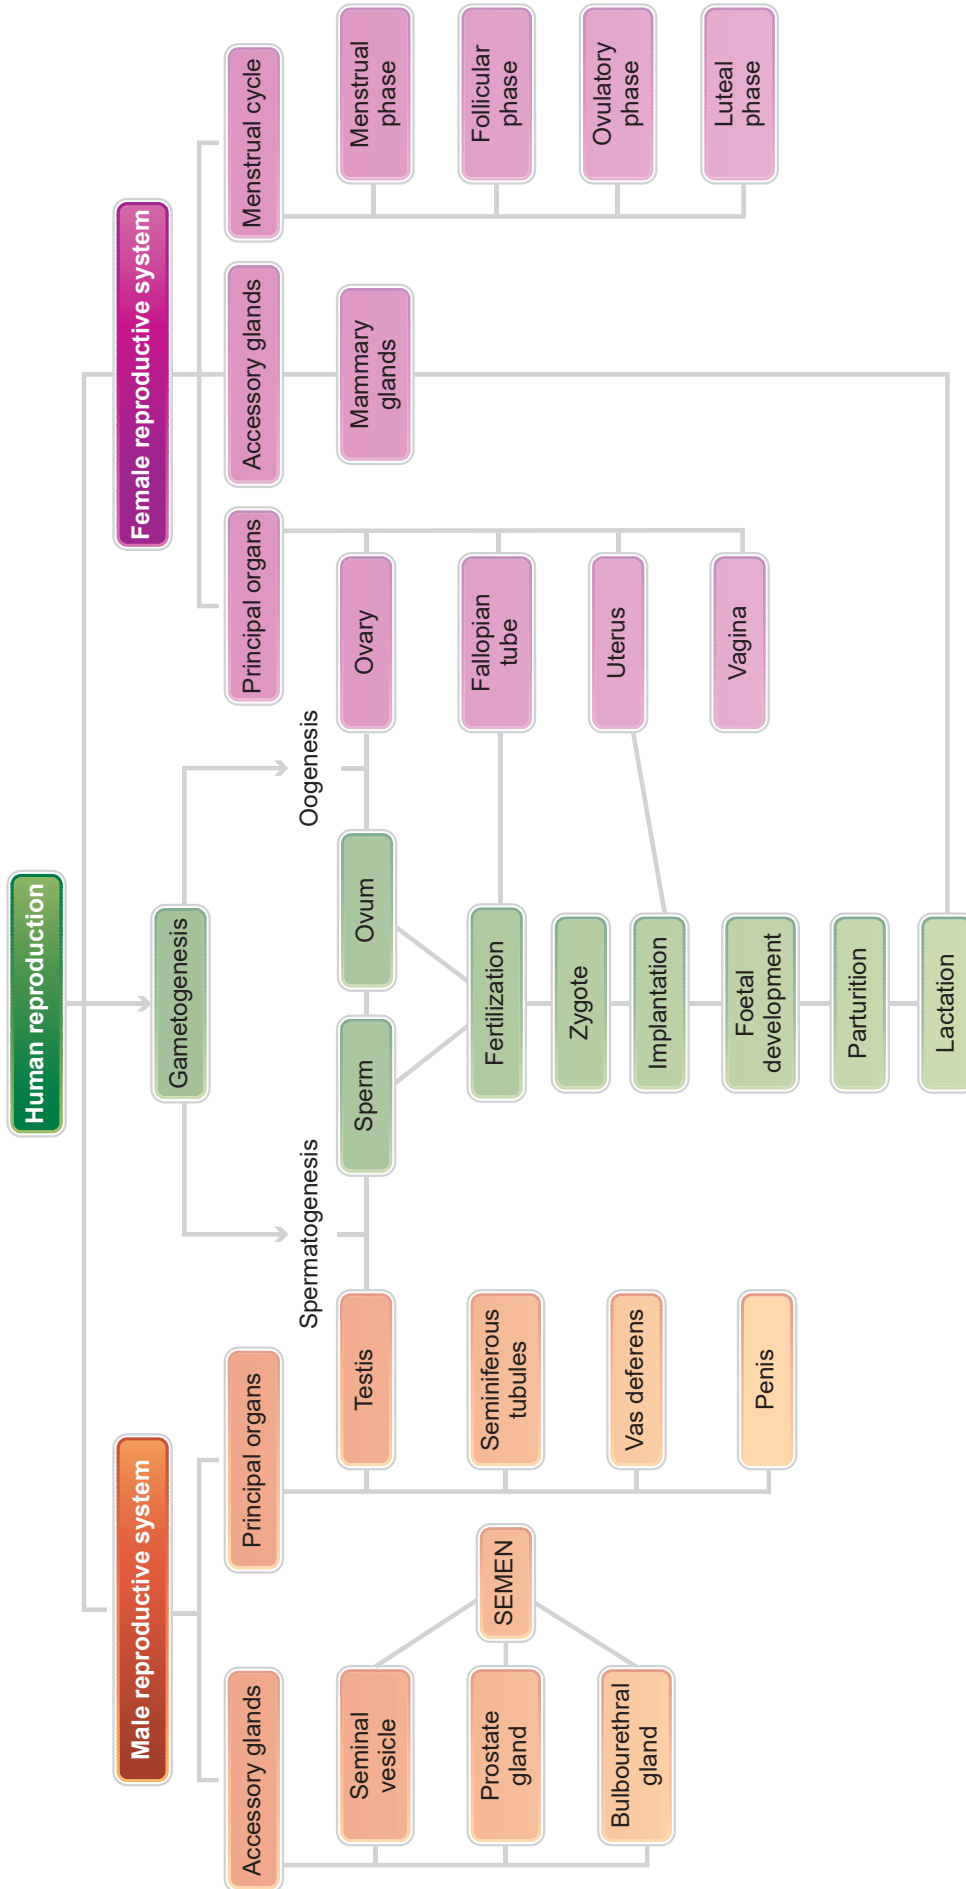 Human reproduction
Male reproductive system
Female reproductive system
Gametogenesis
Accessory glands
Principal organs
Principal organs
Accessory glands
Menstrual cycle
Spermatogenesis
Oogenesis
Seminal
vesicle
Prostate
gland
Bulbourethral
gland
SEMEN
Testis
Seminiferous
tubules
Vas deferens
Penis
Sperm
Ovum
Fertilization
Zygote
Implantation
Foetal
development
Parturition
Lactation
Ovary
Fallopian
tube
Uterus
Vagina
Mammary
glands
Menstrual
phase
Follicular
phase
Ovulatory
phase
Luteal
phase